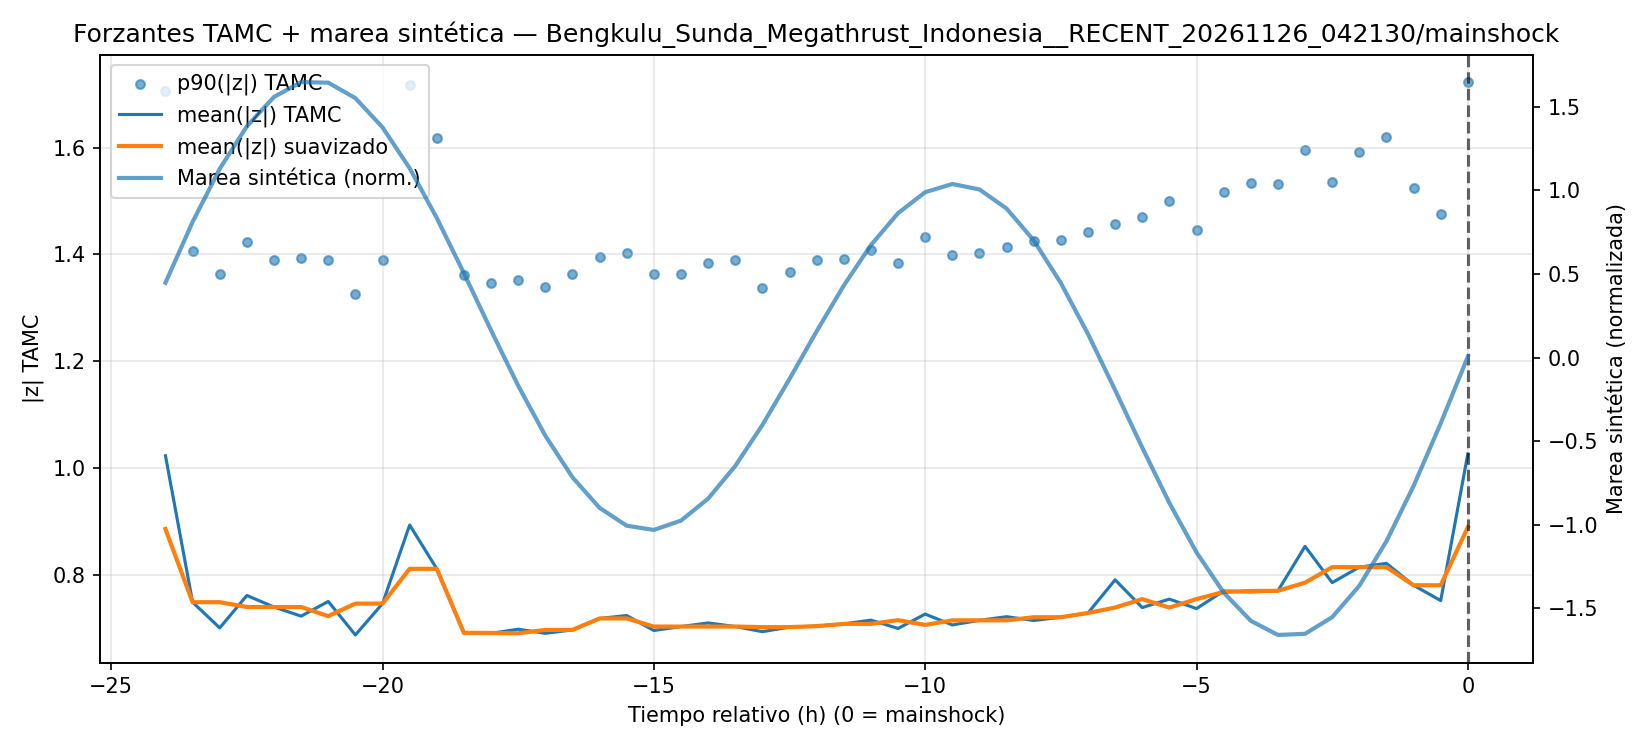 Forzantes TAMC + marea sintética — Bengkulu_Sunda_Megathrust_Indonesia__RECENT_20261126_042130/mainshock
p90(|z|) TAMC
mean(|z|) TAMC
mean(|z|) suavizado
Marea sintética (norm.)
|z| TAMC
1.6
1.4
1.2
1.0
0.8
1.5
1.0
0.5
0.0
−0.5
−1.0
−1.5
Marea sintética (normalizada)
−25
−20
−15
−10
−5
0
Tiempo relativo (h) (0 = mainshock)